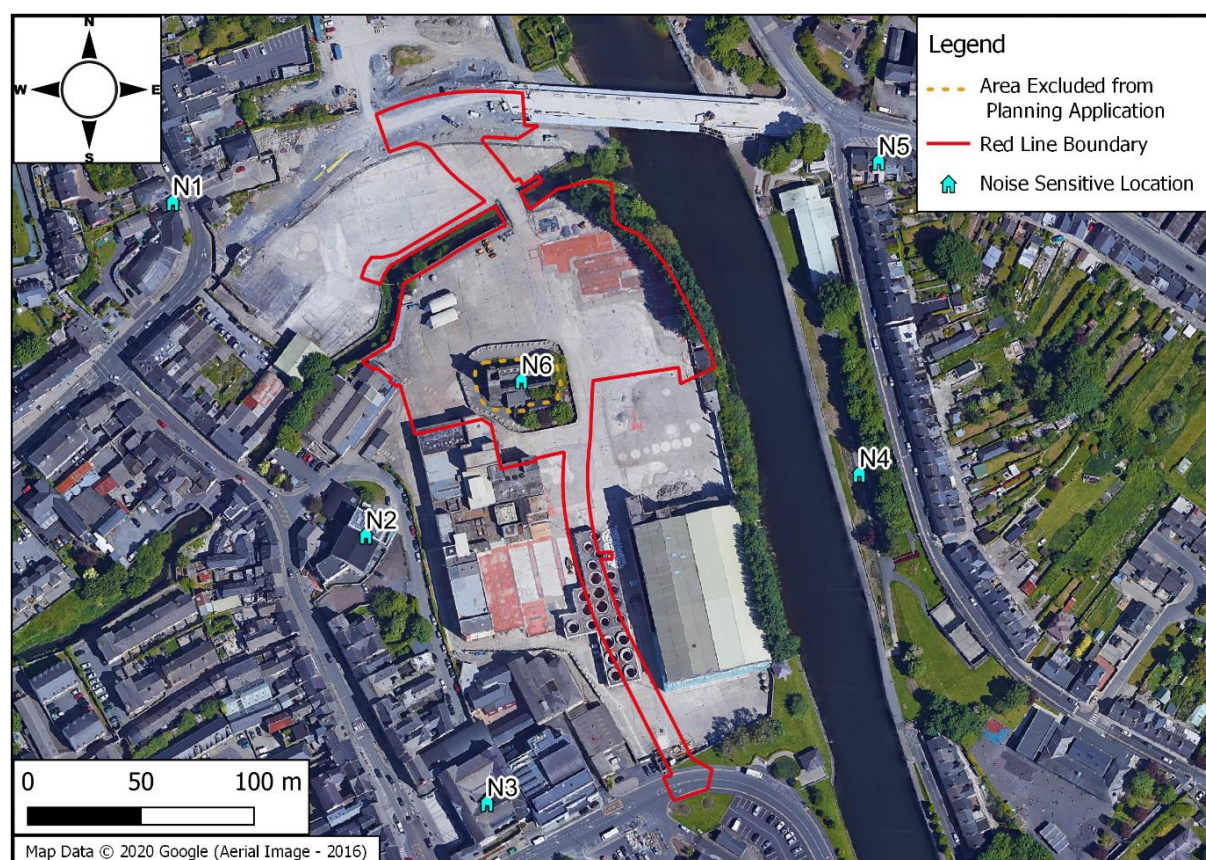 N
W
E
S
Legend
Area Excluded from
Planning Application
Red Line Boundary
Noise Sensitive Location
N1
N5
N6
N4
N2
N3
0 50 100 m
Map Data © 2020 Google (Aerial Image - 2016)